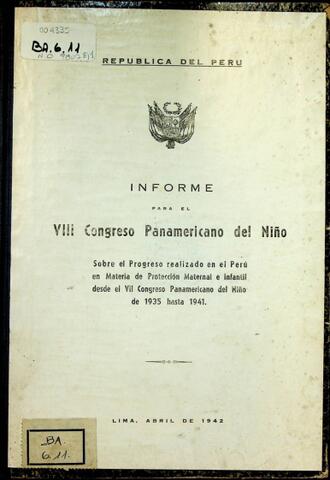 004335
BA.6.11
REPUBLICA DEL PERU
INFORME
PARA EL
VIII Congreso Panamericano del Niño
Sobre el Progreso realizado en el Perú
en Materia de Protección Maternal e infantil
desde el VII Congreso Panamericano del Niño
de 1935 hasta 1941.
LIMA, ABRIL DE 1942
BA.
6.11.